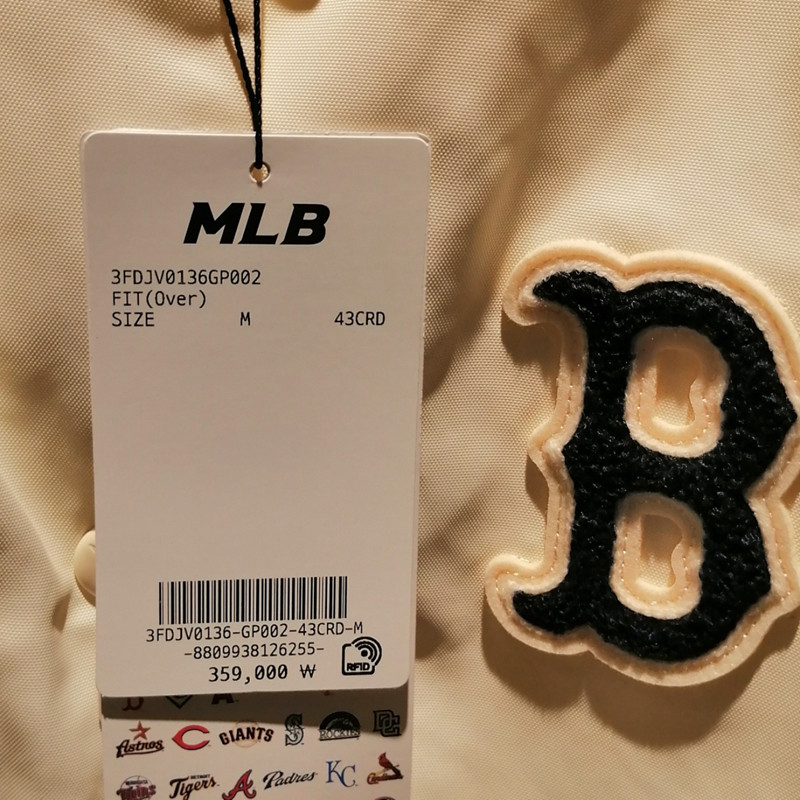 MLB
3FDJV0136GP002
FIT(Over)
SIZE M 43CRD
3FDJV0136-GP002-43CRD-M
-8809938126255-
359,000 ₩
RFID
B
Astros C GIANTS S ROCKIES
Tigers A Padres KC Cardinals